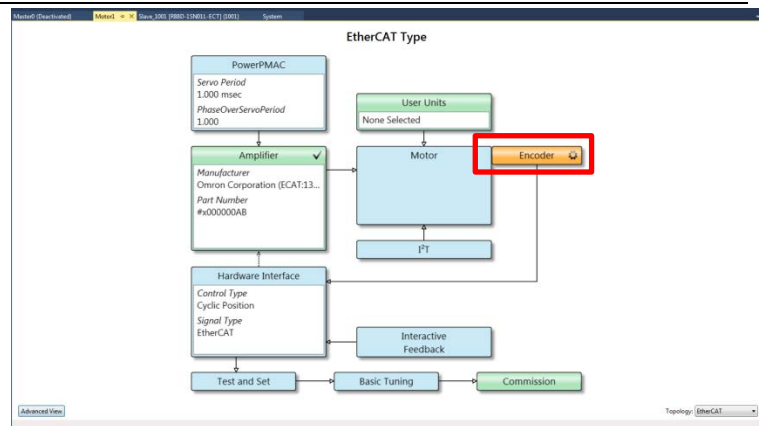 Master0 (Deactivated) Motor1 Slave_1001 [R88D-1SN01L-ECT] (1001) System
EtherCAT Type
PowerPMAC
Servo Period
1.000 msec
PhaseOverServoPeriod
1.000
User Units
None Selected
Amplifier
Manufacturer
Omron Corporation (ECAT:13...
Part Number
#x000000AB
Motor
Encoder
I²T
Hardware Interface
Control Type
Cyclic Position
Signal Type
EtherCAT
Interactive
Feedback
Test and Set
Basic Tuning
Commission
Advanced View
Topology: EtherCAT